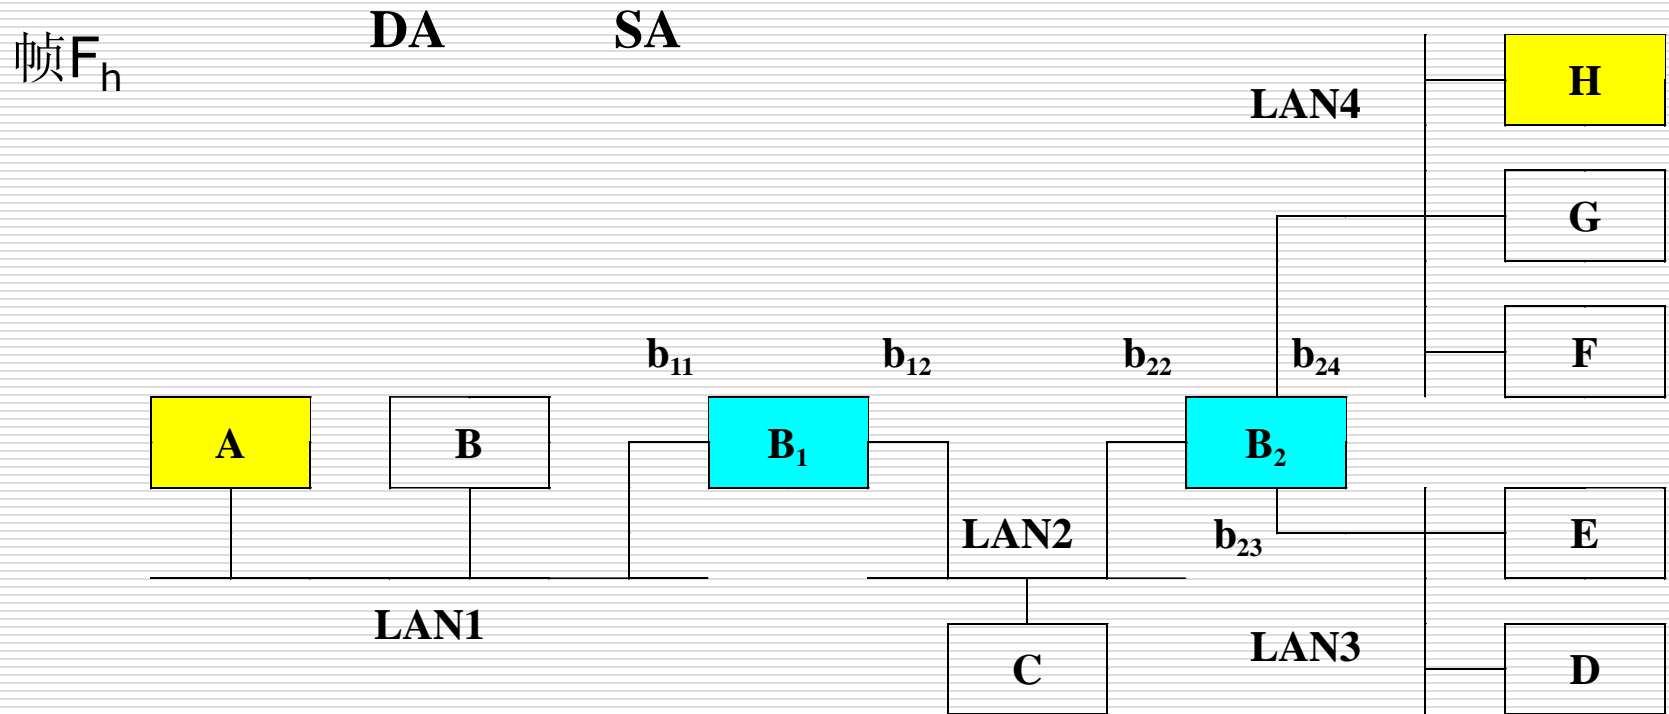 DA SA
帧Fh
LAN4
H
G
F
b11 b12 b22 b24
A B B1 B2
LAN2
b23
E
LAN1
LAN3
C
D